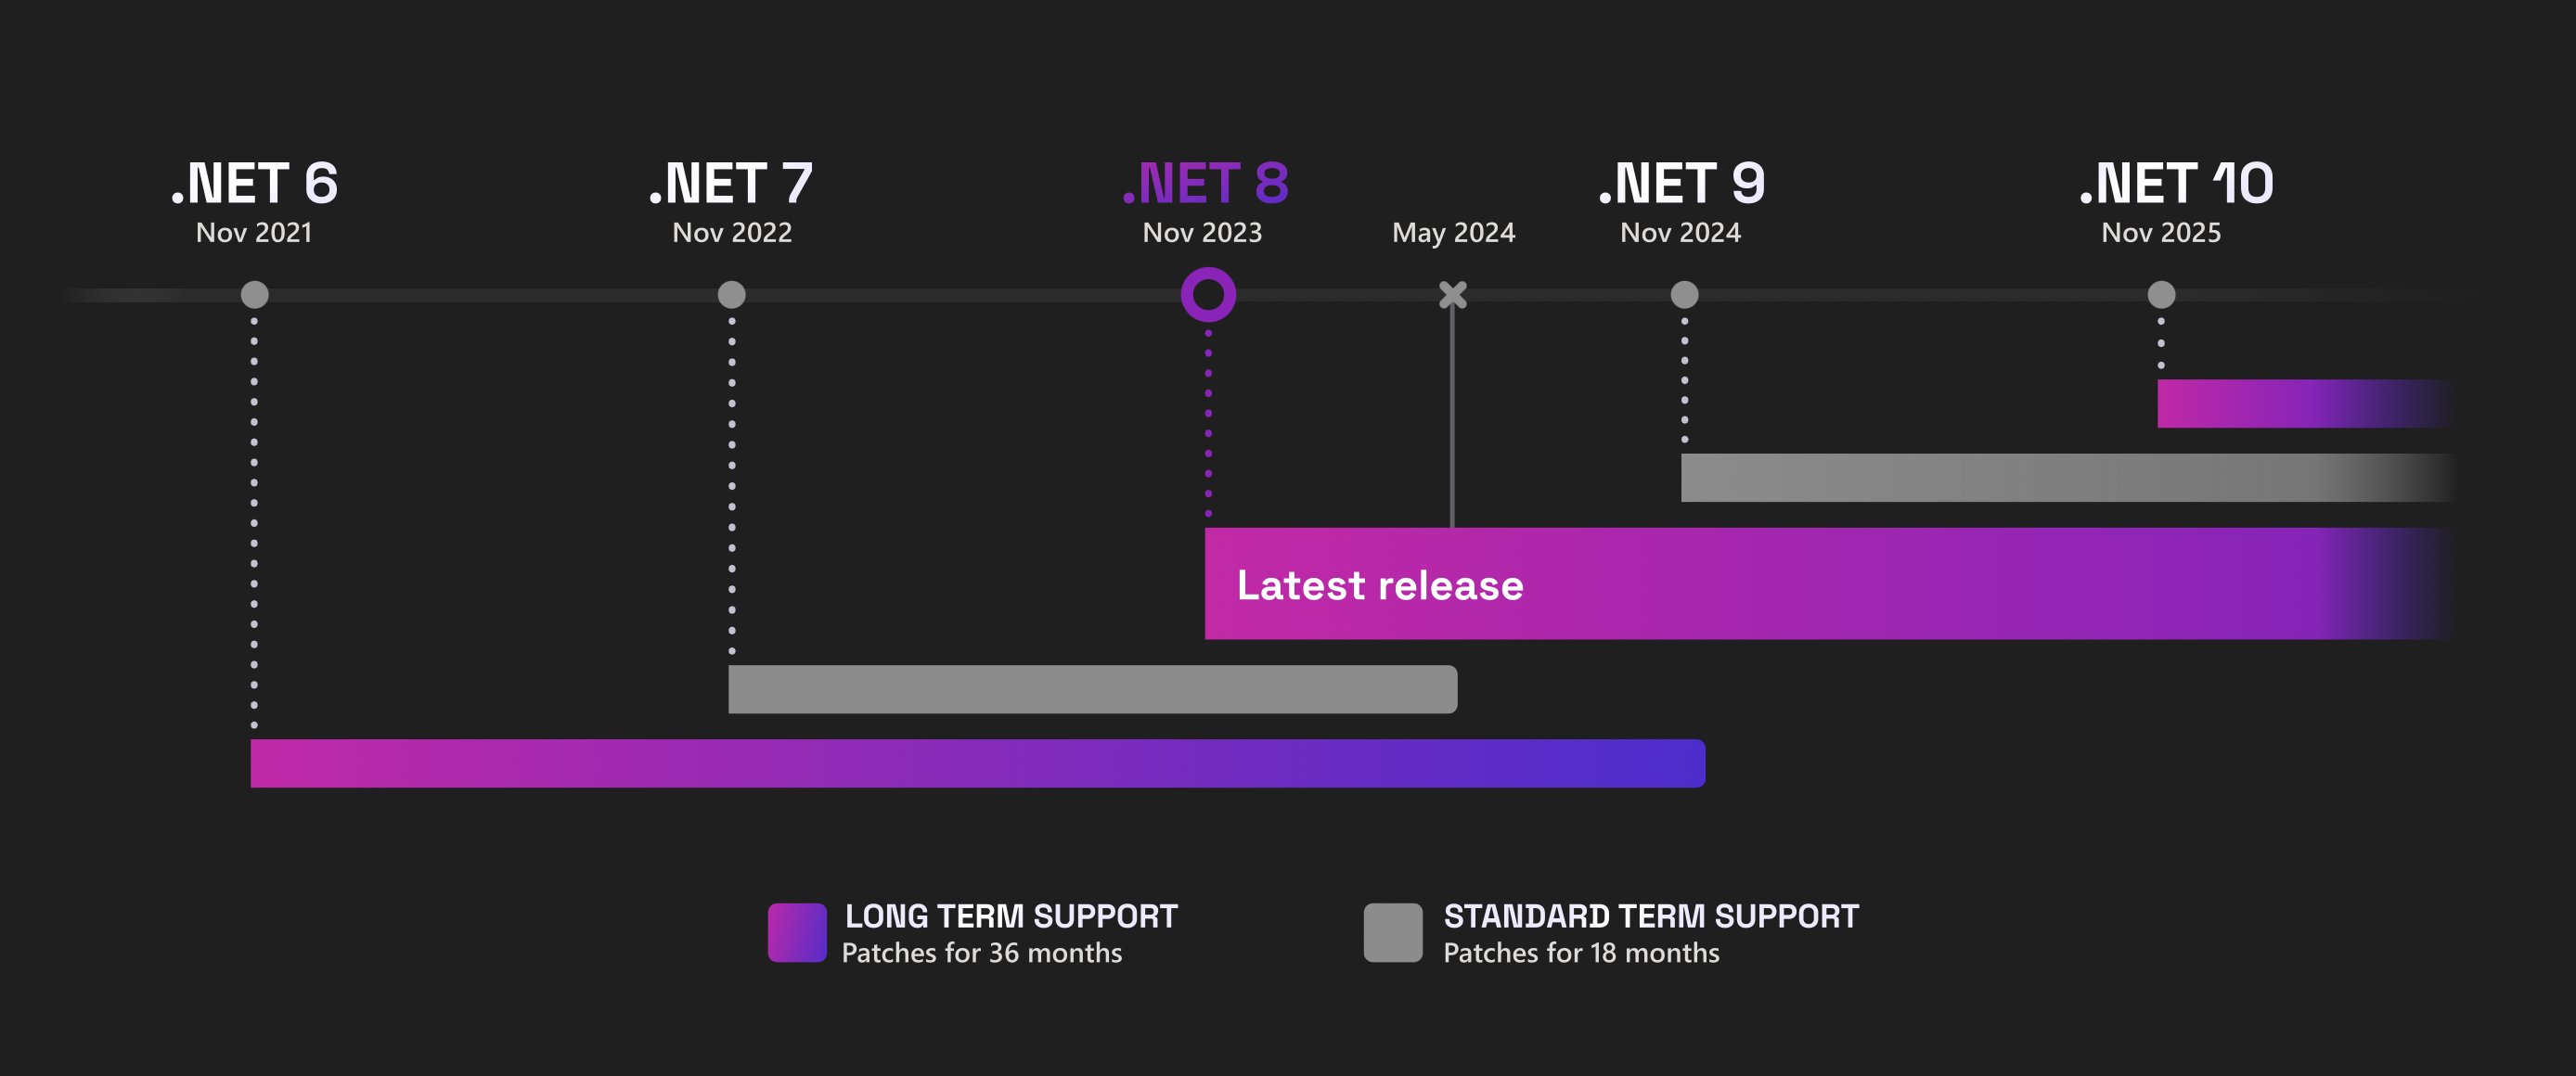 .NET 6
Nov 2021
.NET 7
Nov 2022
.NET 8
Nov 2023
May 2024
.NET 9
Nov 2024
.NET 10
Nov 2025
Latest release
LONG TERM SUPPORT
Patches for 36 months
STANDARD TERM SUPPORT
Patches for 18 months